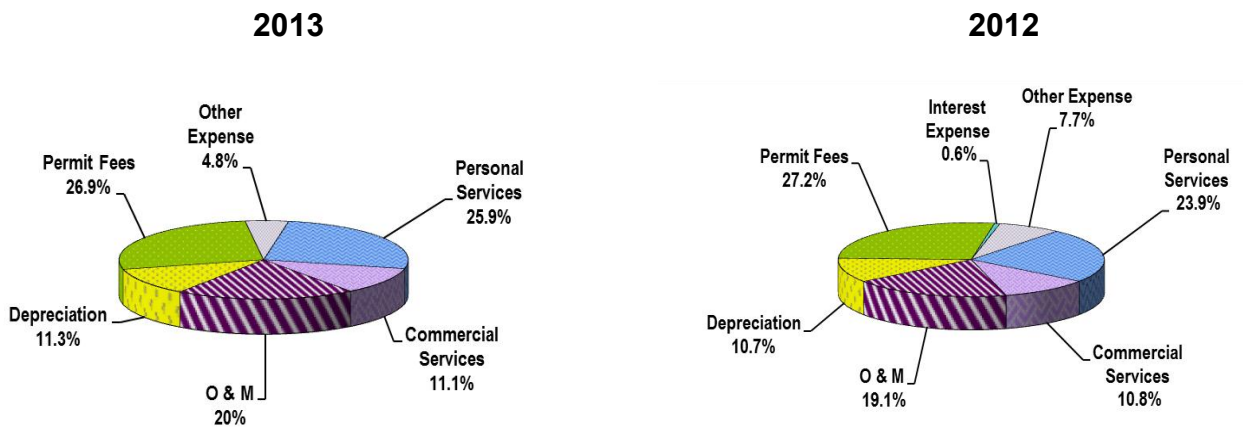 2013
Other
Expense
4.8%
Permit Fees
26.9%
Personal
Services
25.9%
Depreciation
11.3%
O & M
20%
Commercial
Services
11.1%
2012
Interest
Expense
0.6%
Other Expense
7.7%
Permit Fees
27.2%
Personal
Services
23.9%
Depreciation
10.7%
O & M
19.1%
Commercial
Services
10.8%